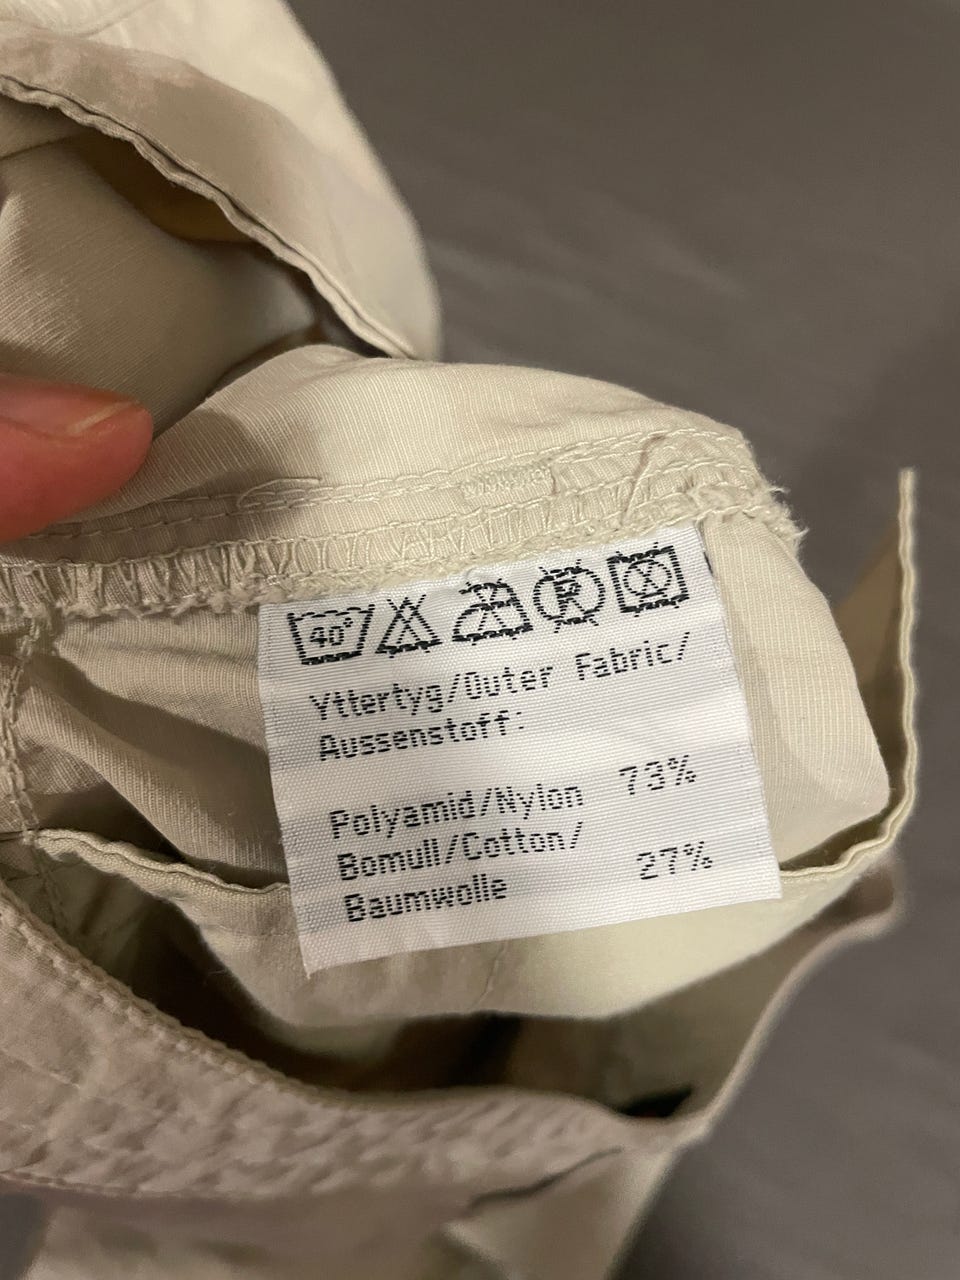 40°
Yttertyg/Outer Fabric/
Aussenstoff:
Polyamid/Nylon 73%
Bomull/Cotton/
Baumwolle 27%